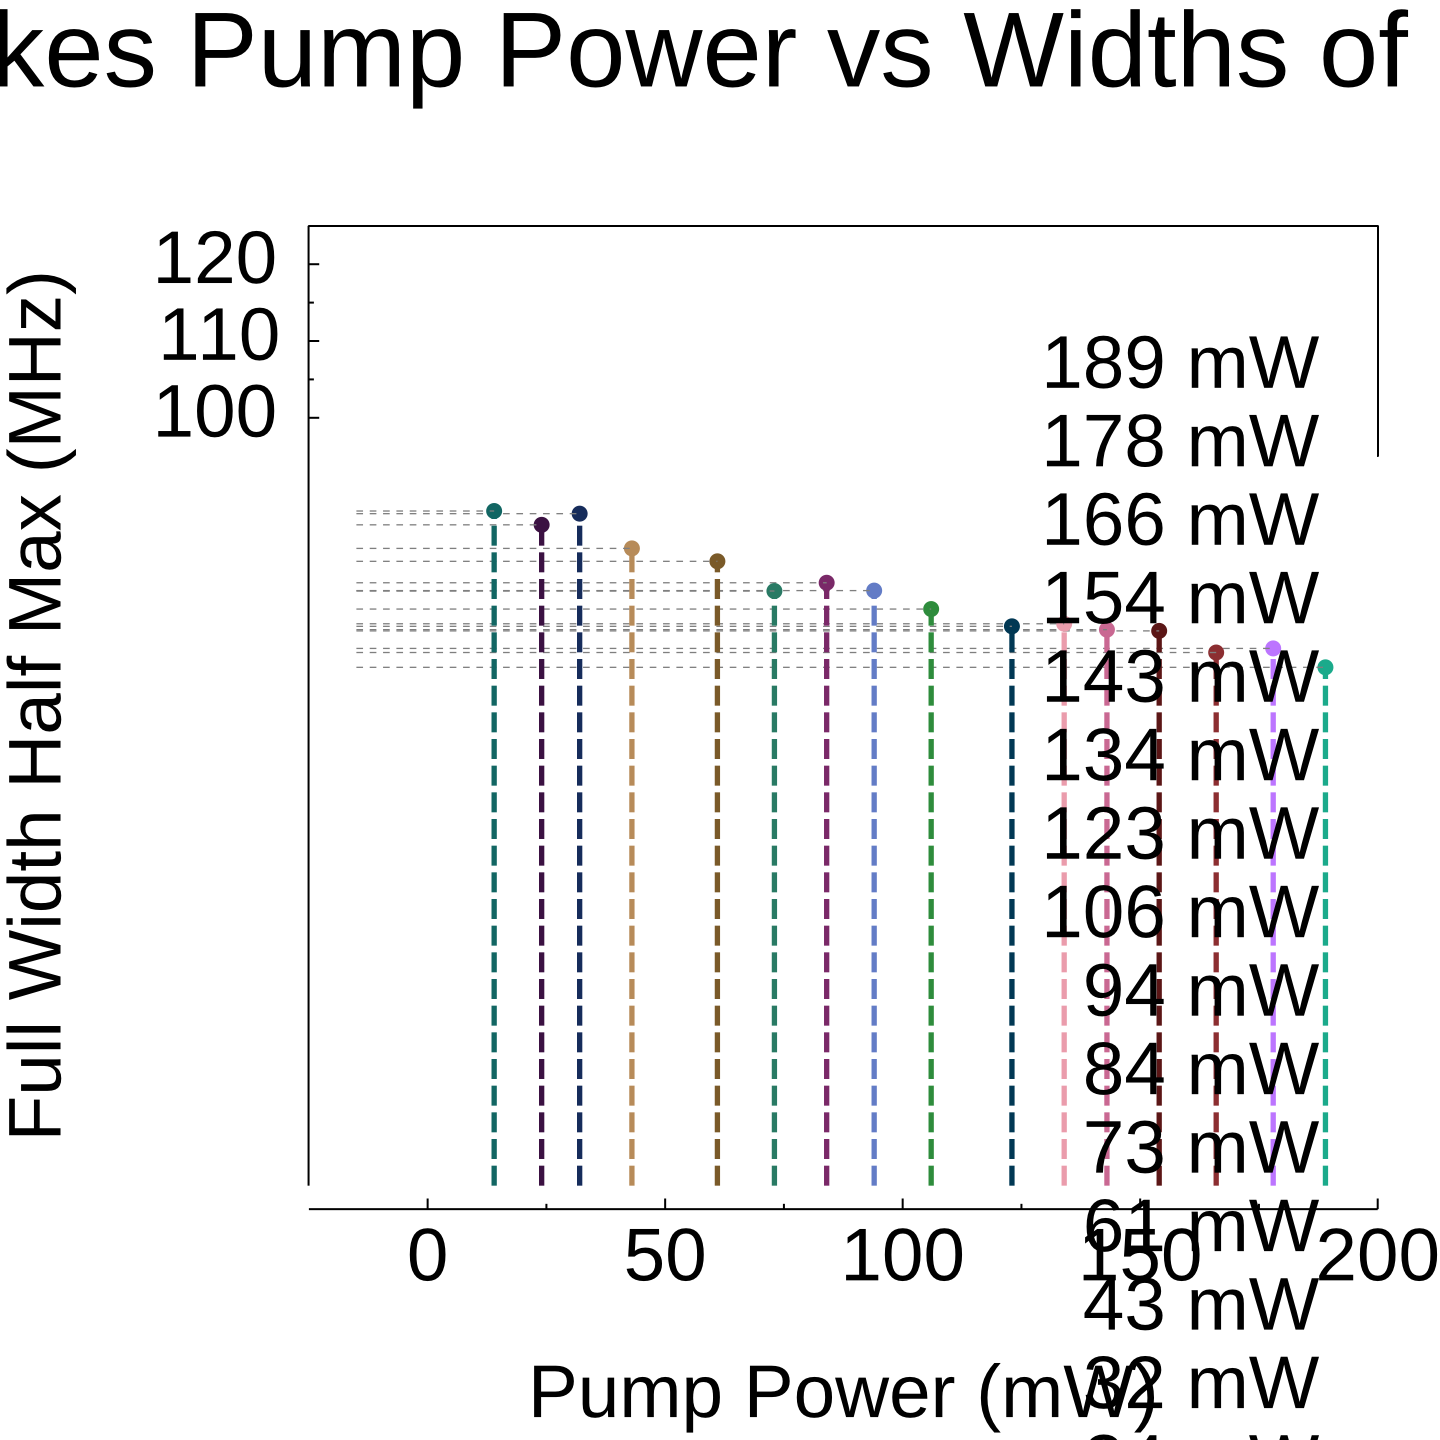 kes Pump Power vs Widths of
Full Width Half Max (MHz)
120
110
100
189 mW
178 mW
166 mW
154 mW
143 mW
134 mW
123 mW
106 mW
94 mW
84 mW
73 mW
61 mW
43 mW
32 mW
0 50 100 150 200
Pump Power (mW)